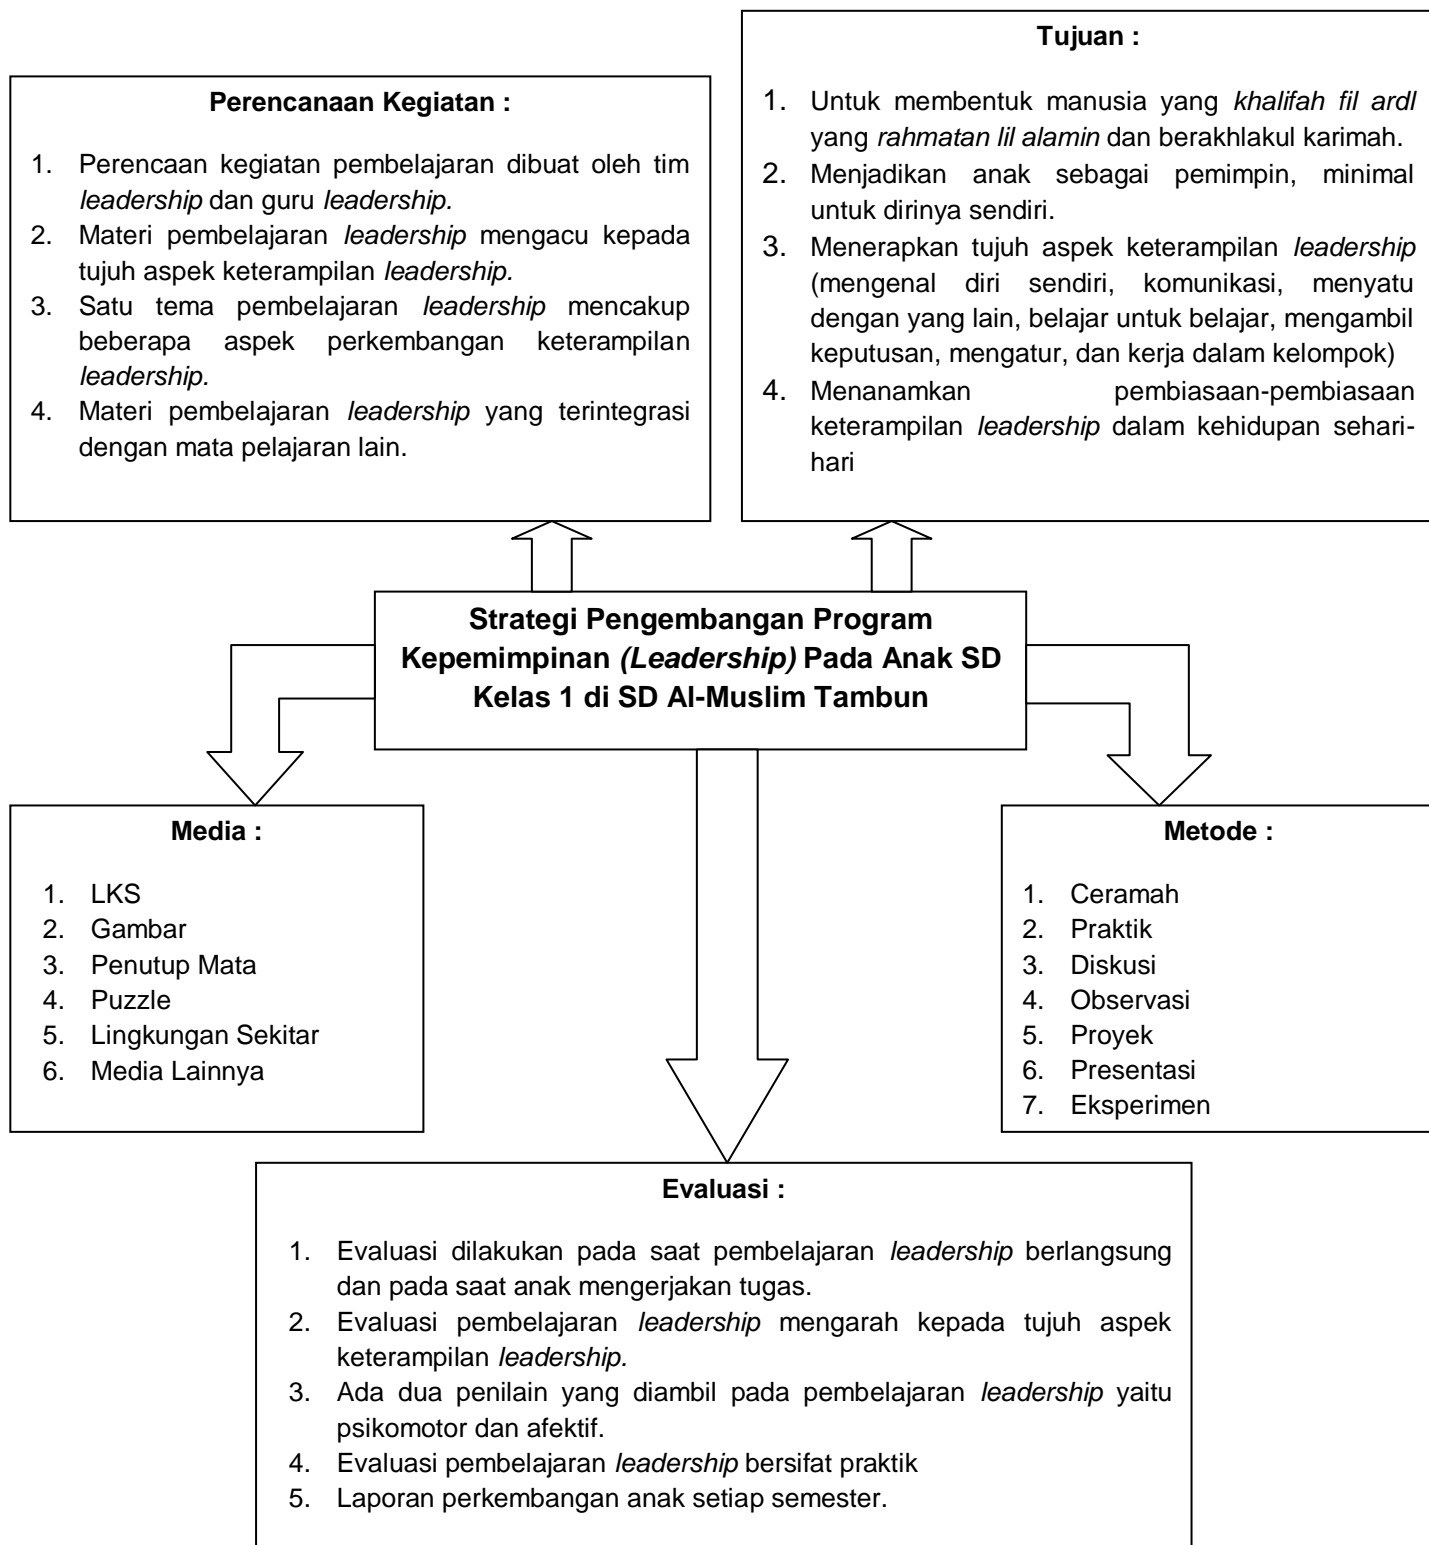 Perencanaan Kegiatan :
1. Perencaan kegiatan pembelajaran dibuat oleh tim
leadership dan guru leadership.
2. Materi pembelajaran leadership mengacu kepada
tujuh aspek keterampilan leadership.
3. Satu tema pembelajaran leadership mencakup
beberapa aspek perkembangan keterampilan
leadership.
4. Materi pembelajaran leadership yang terintegrasi
dengan mata pelajaran lain.
Tujuan :
1. Untuk membentuk manusia yang khalifah fil ardl
yang rahmatan lil alamin dan berakhlakul karimah.
2. Menjadikan anak sebagai pemimpin, minimal
untuk dirinya sendiri.
3. Menerapkan tujuh aspek keterampilan leadership
(mengenal diri sendiri, komunikasi, menyatu
dengan yang lain, belajar untuk belajar, mengambil
keputusan, mengatur, dan kerja dalam kelompok)
4. Menanamkan pembiasaan-pembiasaan
keterampilan leadership dalam kehidupan sehari-
hari
Strategi Pengembangan Program
Kepemimpinan (Leadership) Pada Anak SD
Kelas 1 di SD Al-Muslim Tambun
Media :
1. LKS
2. Gambar
3. Penutup Mata
4. Puzzle
5. Lingkungan Sekitar
6. Media Lainnya
Metode :
1. Ceramah
2. Praktik
3. Diskusi
4. Observasi
5. Proyek
6. Presentasi
7. Eksperimen
Evaluasi :
1. Evaluasi dilakukan pada saat pembelajaran leadership berlangsung
dan pada saat anak mengerjakan tugas.
2. Evaluasi pembelajaran leadership mengarah kepada tujuh aspek
keterampilan leadership.
3. Ada dua penilain yang diambil pada pembelajaran leadership yaitu
psikomotor dan afektif.
4. Evaluasi pembelajaran leadership bersifat praktik
5. Laporan perkembangan anak setiap semester.